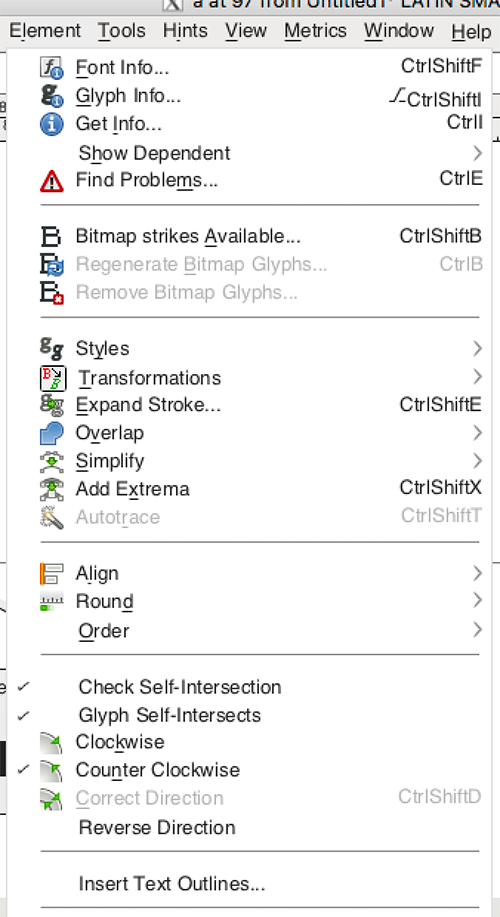 a at 97 from Untitled1
Element Tools Hints View Metrics Window Help
Font Info... CtrlShiftF
Glyph Info... CtrlShiftI
Get Info... CtrlI
Show Dependent
Find Problems... CtrlE
Bitmap strikes Available... CtrlShiftB
Regenerate Bitmap Glyphs... CtrlB
Remove Bitmap Glyphs...
Styles
Transformations
Expand Stroke... CtrlShiftE
Overlap
Simplify
Add Extrema CtrlShiftX
Autotrace CtrlShiftT
Align
Round
Order
Check Self-Intersection
Glyph Self-Intersects
Clockwise
Counter Clockwise
Correct Direction CtrlShiftD
Reverse Direction
Insert Text Outlines...